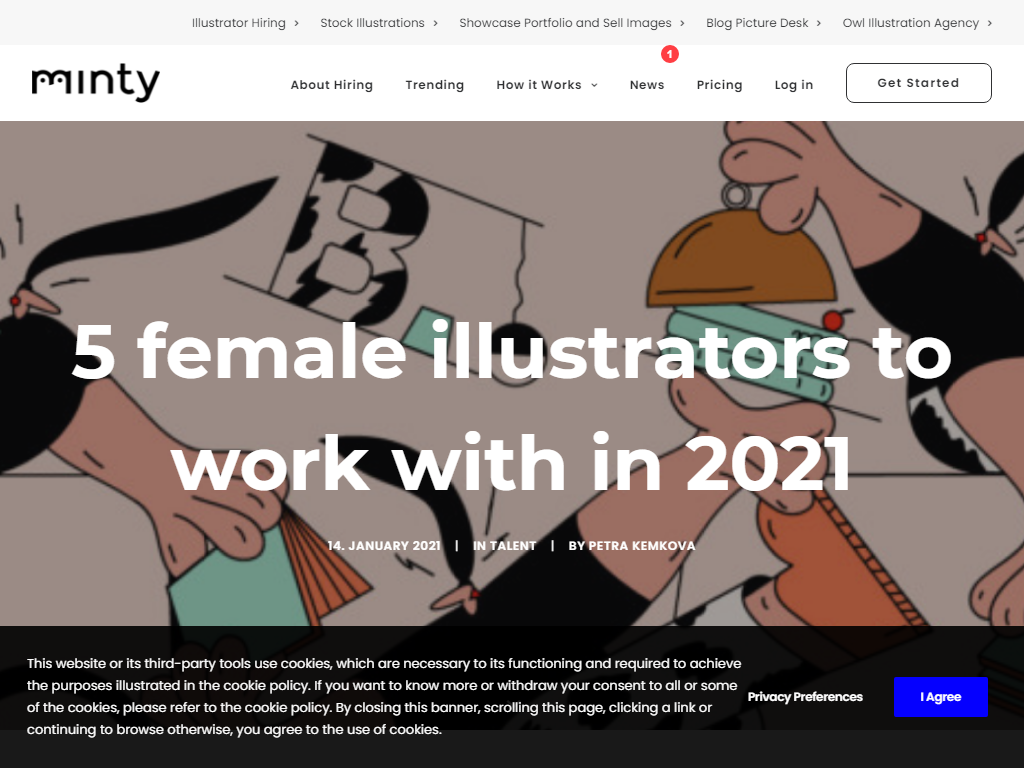 Illustrator Hiring
Stock Illustrations
Showcase Portfolio and Sell Images
Blog Picture Desk
Owl Illustration Agency
minty
About Hiring
Trending
How it Works
News
1
Pricing
Log in
Get Started
B
5 female illustrators to
work with in 2021
14. JANUARY 2021 | IN TALENT | BY PETRA KEMKOVA
This website or its third-party tools use cookies, which are necessary to its functioning and required to achieve
the purposes illustrated in the cookie policy. If you want to know more or withdraw your consent to all or some
of the cookies, please refer to the cookie policy. By closing this banner, scrolling this page, clicking a link or
continuing to browse otherwise, you agree to the use of cookies.
Privacy Preferences
I Agree